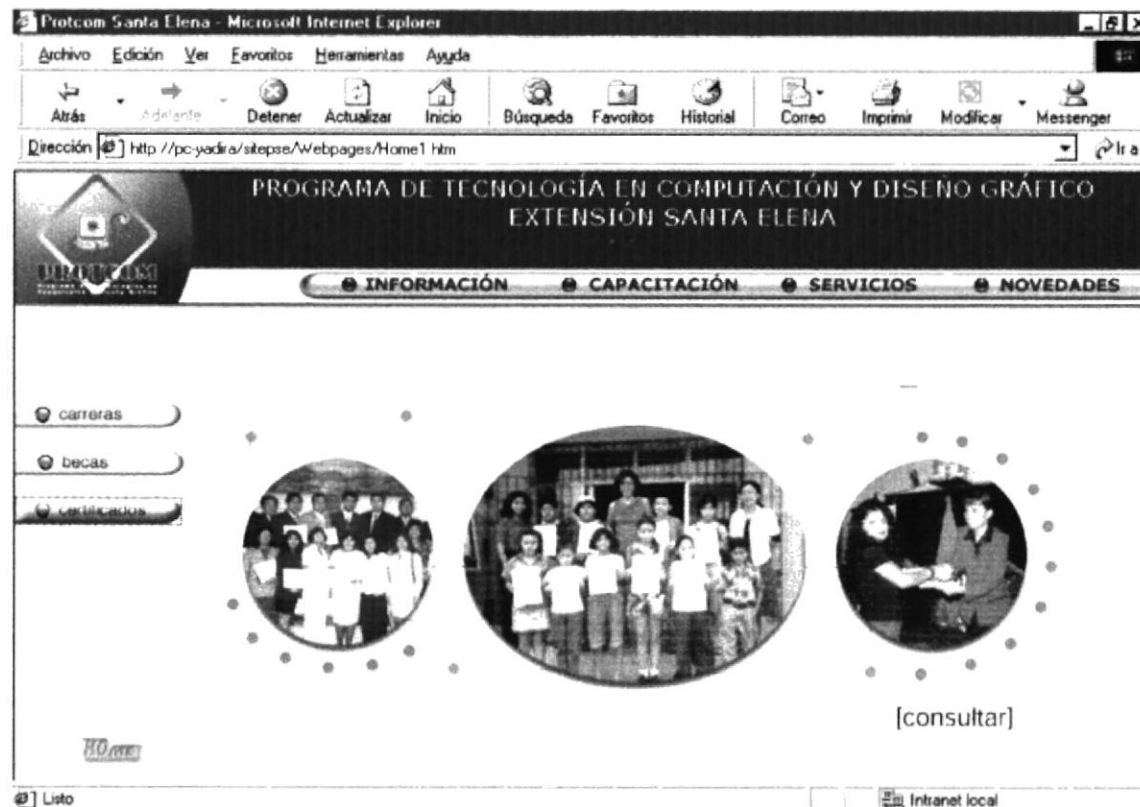 Protcom Santa Elena - Microsoft Internet Explorer
Archivo Edición Ver Favoritos Herramientas Ayuda
Atrás Adelante Detener Actualizar Inicio Búsqueda Favoritos Historial Correo Imprimir Modificar Messenger
Dirección http //pc-yadira/sitepse/Webpages/Home1 htm Ir a
PROGRAMA DE TECNOLOGÍA EN COMPUTACIÓN Y DISEÑO GRÁFICO
EXTENSIÓN SANTA ELENA
PROTCOM
INFORMACIÓN CAPACITACIÓN SERVICIOS NOVEDADES
carreras
becas
certificados
[consultar]
Listo Intranet local